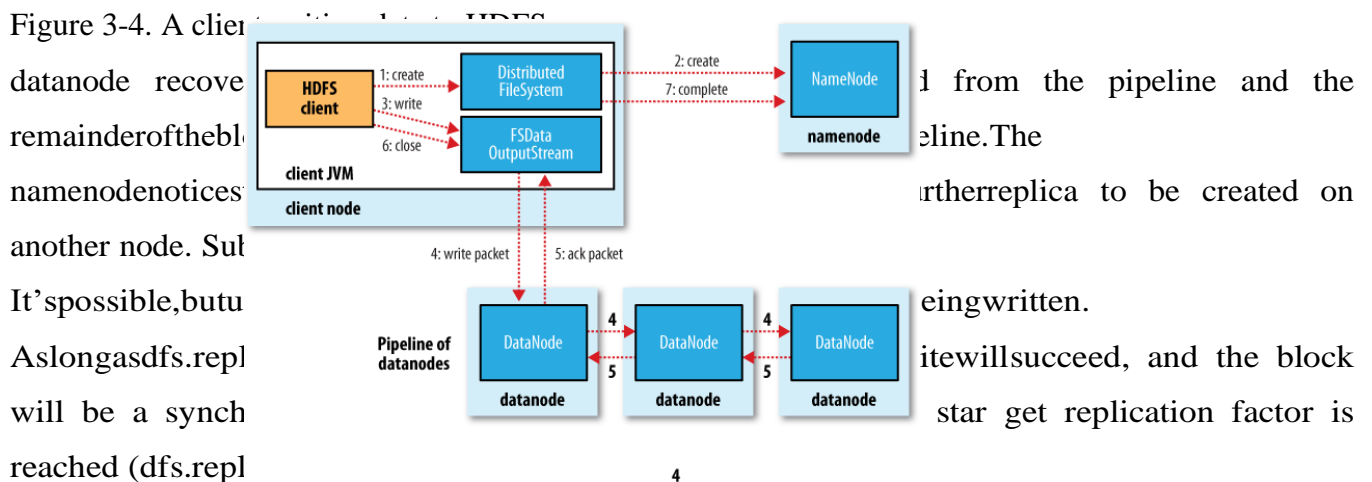 Figure 3-4. A client
datanode recove
d from the pipeline and the
remainderofthebl
eline.The
namenodenotices
urtherreplica to be created on
another node. Sub
It’spossible,butu
eingwritten.
Aslongasdfs.repl
itewillsucceed, and the block
will be a synch
star get replication factor is
reached (dfs.repl
HDFS
client
1: create
3: write
6: close
Distributed
FileSystem
FSData
OutputStream
client JVM
client node
2: create
7: complete
NameNode
namenode
4: write packet
5: ack packet
Pipeline of
datanodes
DataNode
4
5
DataNode
4
5
DataNode
datanode
datanode
datanode
4